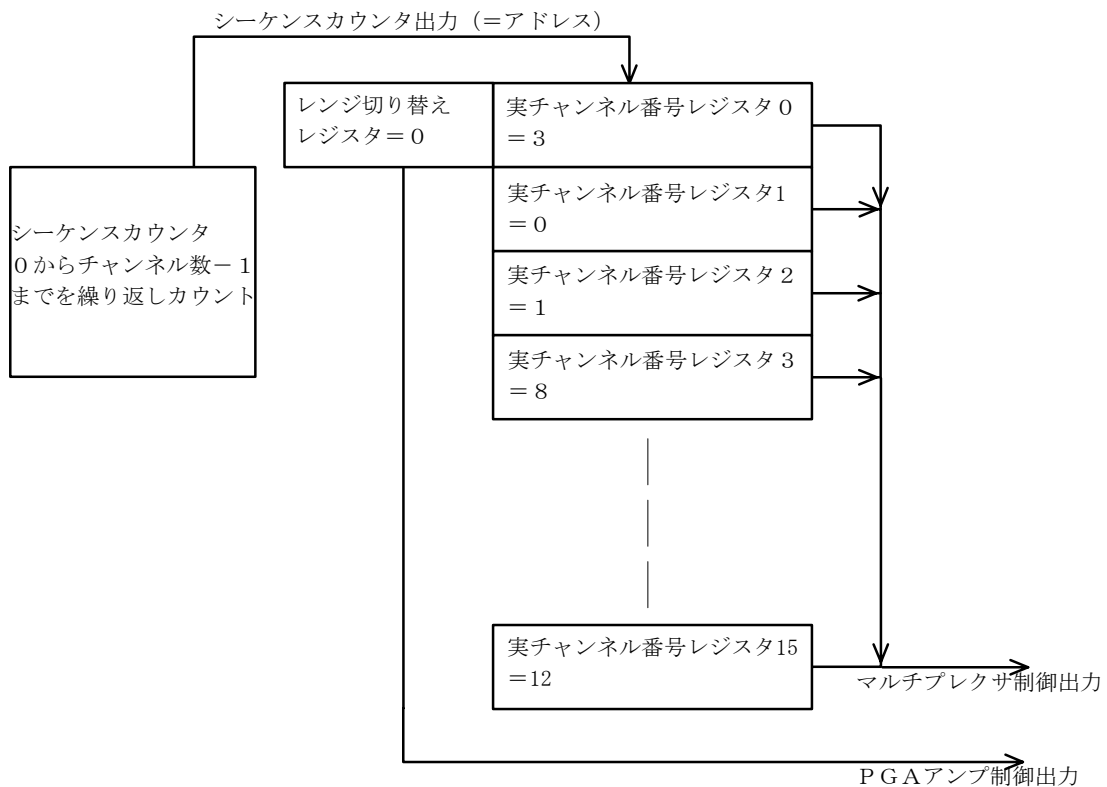 シーケンスカウンタ出力（＝アドレス）
レンジ切り替え
レジスタ＝０
実チャンネル番号レジスタ０
＝３
シーケンスカウンタ
０からチャンネル数－１
までを繰り返しカウント
実チャンネル番号レジスタ1
＝０
実チャンネル番号レジスタ２
＝１
実チャンネル番号レジスタ３
＝８
実チャンネル番号レジスタ15
＝12
マルチプレクサ制御出力
ＰＧＡアンプ制御出力